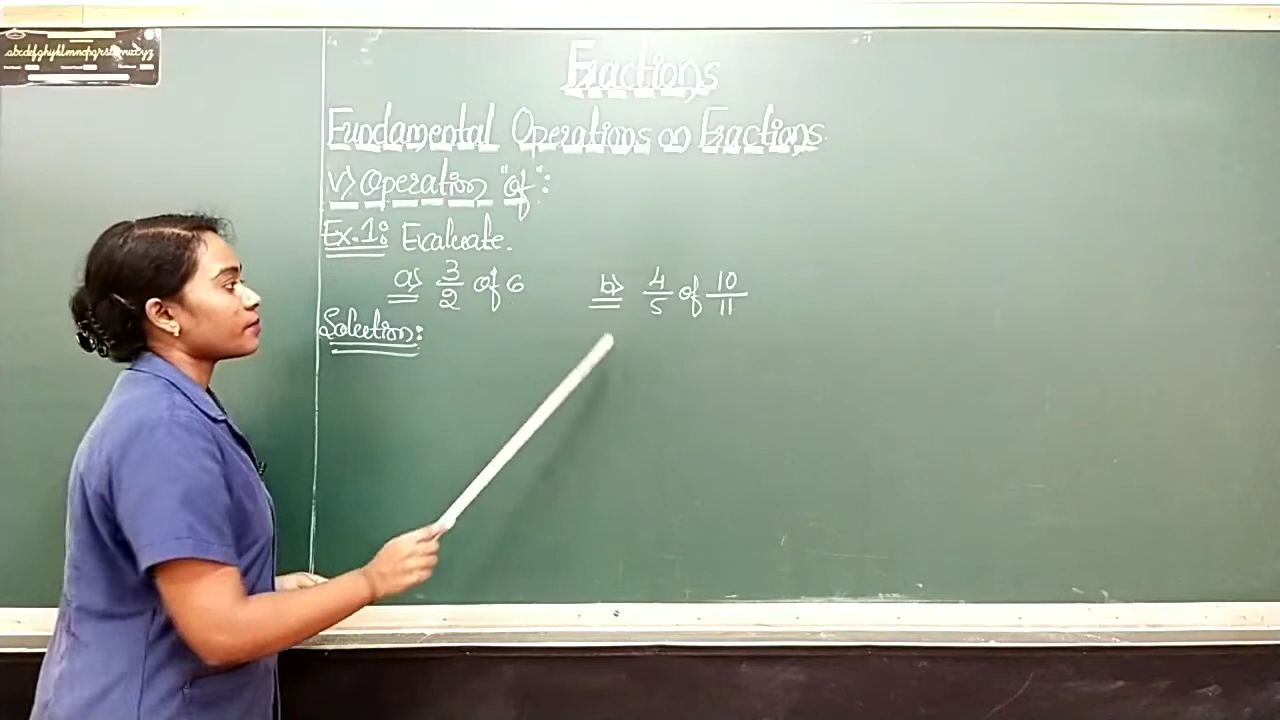 abcdefghijklmnopqrstuvwxyz
Fractions
Fundamental Operations on Fractions
v) Operation "of":
Ex.1: Evaluate.
a) 3/2 of 6 b) 4/5 of 10/11
Solution: